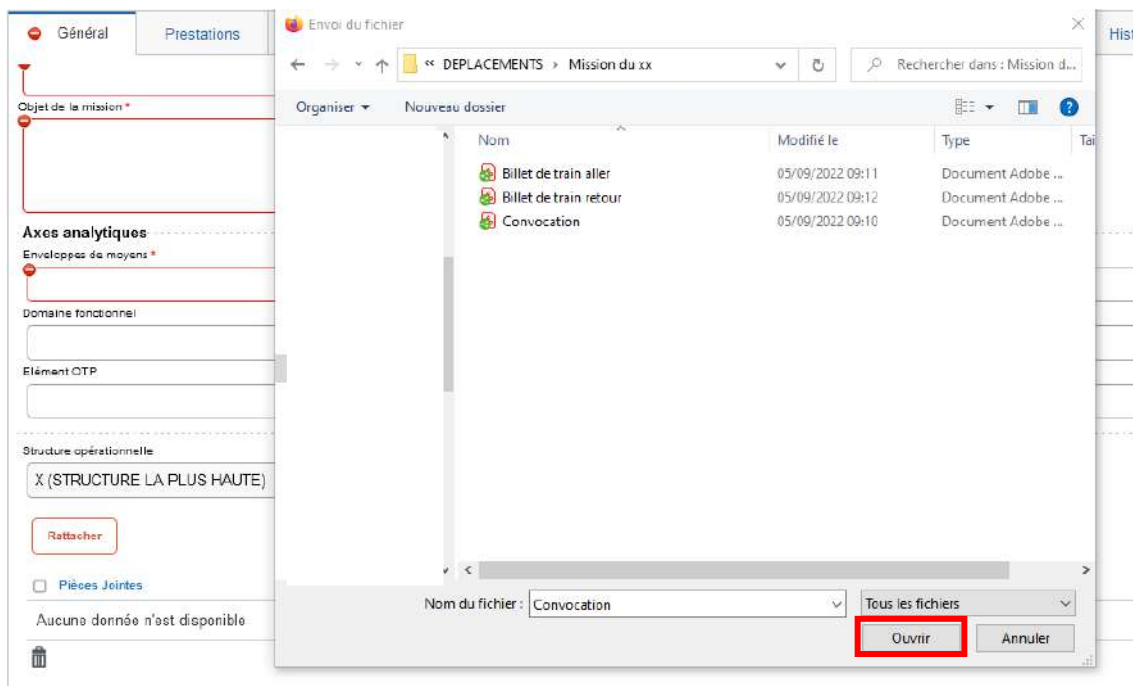 Général
Prestations
Hist
Objet de la mission *
Axes analytiques
Enveloppes de moyens *
Domaine fonctionnel
Elément OTP
Structure opérationnelle
X (STRUCTURE LA PLUS HAUTE)
Rattacher
Pièces Jointes
Aucune donnée n'est disponible
Envoi du fichier
« DEPLACEMENTS > Mission du xx
Rechercher dans : Mission d...
Organiser
Nouveau dossier
Nom Modifié le Type Tai
Billet de train aller 05/09/2022 09:11 Document Adobe ...
Billet de train retour 05/09/2022 09:12 Document Adobe ...
Convocation 05/09/2022 09:10 Document Adobe ...
Nom du fichier : Convocation
Tous les fichiers
Ouvrir
Annuler